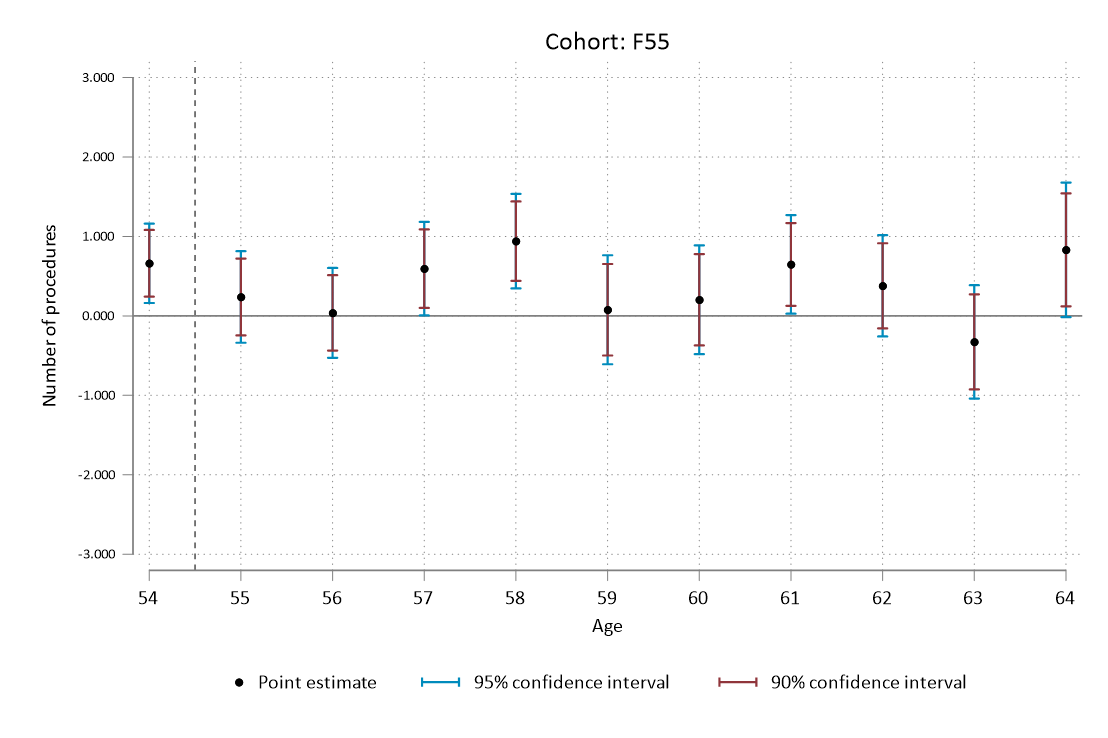 Cohort: F55
3.000
2.000
1.000
0.000
-1.000
-2.000
-3.000
Number of procedures
54 55 56 57 58 59 60 61 62 63 64
Age
Point estimate 95% confidence interval 90% confidence interval